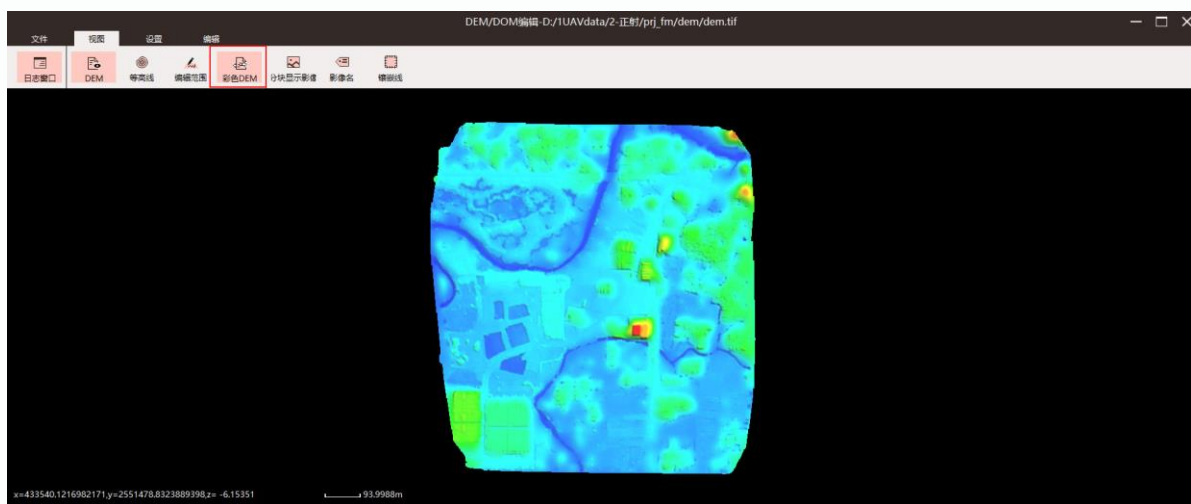 DEM/DOM编辑-D:/1UAVdata/2-正射/prj_fm/dem/dem.tif
文件 视图 设置 编辑
日志窗口 DEM 等高线 编辑范围 彩色DEM 分块显示影像 影像名 镶嵌线
x=433540.1216982171,y=2551478.8323889398,z= -6.15351 93.9988m